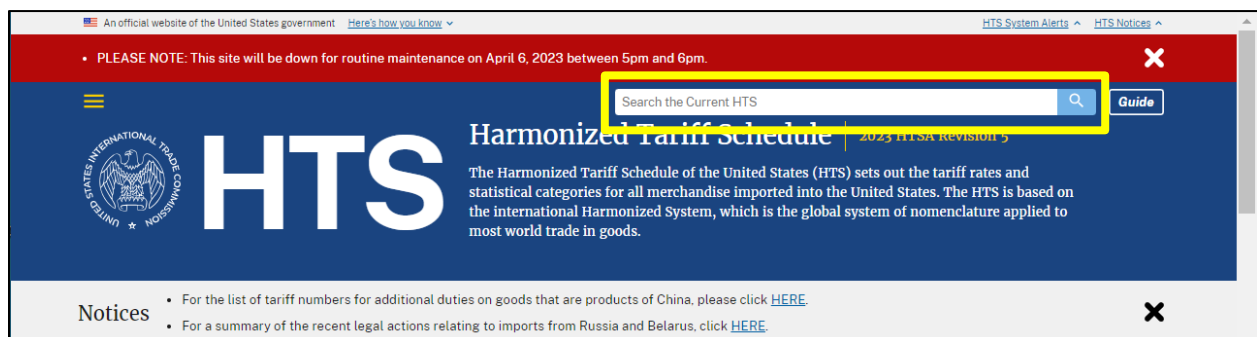 An official website of the United States government Here's how you know
HTS System Alerts HTS Notices
• PLEASE NOTE: This site will be down for routine maintenance on April 6, 2023 between 5pm and 6pm.
Search the Current HTS
Guide
UNITED STATES INTERNATIONAL TRADE COMMISSION
HTS
Harmonized Tariff Schedule | 2023 HTSA Revision 5
The Harmonized Tariff Schedule of the United States (HTS) sets out the tariff rates and
statistical categories for all merchandise imported into the United States. The HTS is based on
the international Harmonized System, which is the global system of nomenclature applied to
most world trade in goods.
Notices
• For the list of tariff numbers for additional duties on goods that are products of China, please click HERE.
• For a summary of the recent legal actions relating to imports from Russia and Belarus, click HERE.